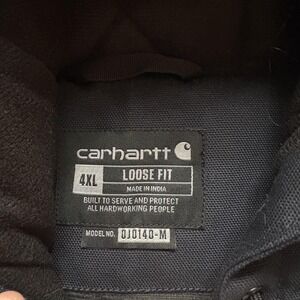 carhartt
4XL
LOOSE FIT
MADE IN INDIA
BUILT TO SERVE AND PROTECT
ALL HARDWORKING PEOPLE
MODEL NO. OJ0140-M